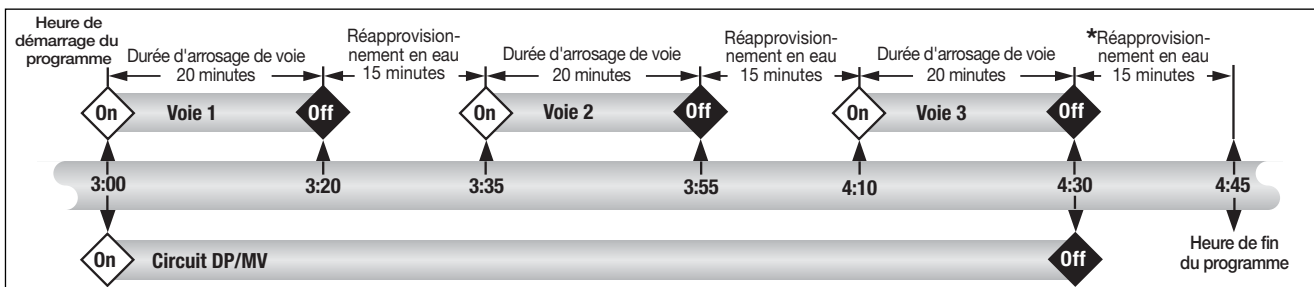 Heure de
démarrage du
programme
Durée d'arrosage de voie
20 minutes
Réapprovision-
nement en eau
15 minutes
Durée d'arrosage de voie
20 minutes
Réapprovision-
nement en eau
15 minutes
Durée d'arrosage de voie
20 minutes
*Réapprovision-
nement en eau
15 minutes
On Voie 1 Off On Voie 2 Off On Voie 3 Off
3:00 3:20 3:35 3:55 4:10 4:30 4:45
On Circuit DP/MV Off
Heure de fin
du programme